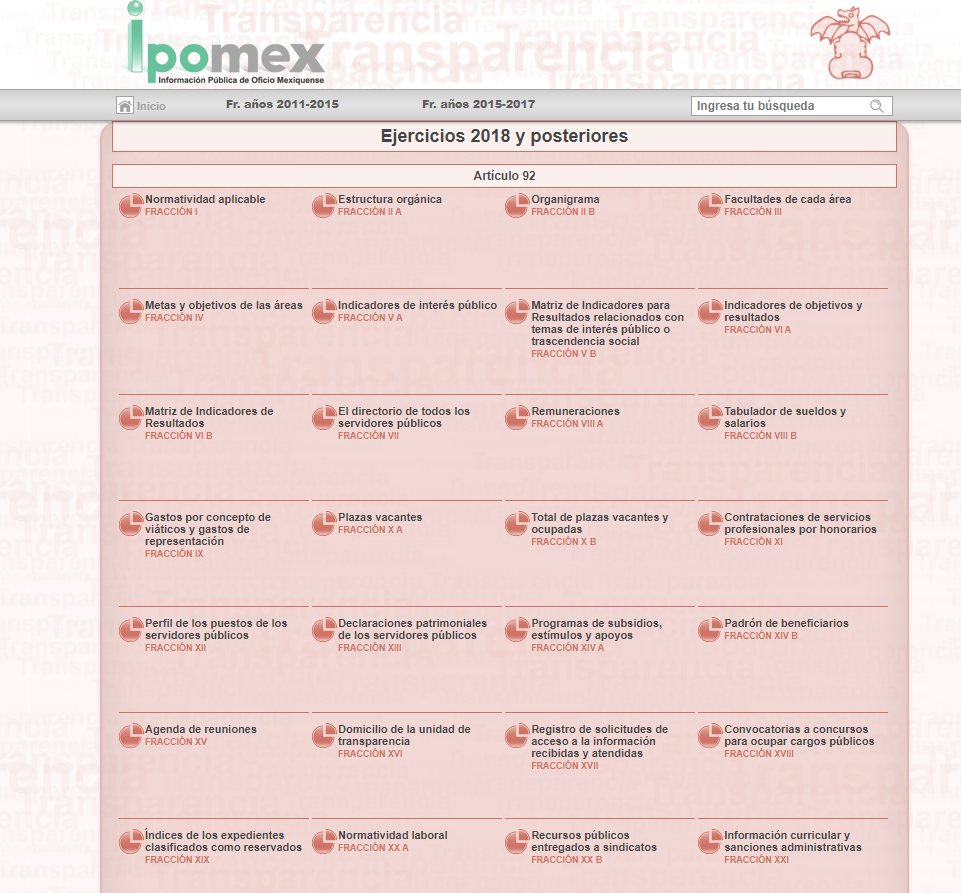 ipomex
Información Pública de Oficio Mexiquense
Inicio
Fr. años 2011-2015
Fr. años 2015-2017
Ingresa tu búsqueda
Ejercicios 2018 y posteriores
Artículo 92
Normatividad aplicable
FRACCIÓN I
Estructura orgánica
FRACCIÓN II A
Organigrama
FRACCIÓN II B
Facultades de cada área
FRACCIÓN III
Metas y objetivos de las áreas
FRACCIÓN IV
Indicadores de interés público
FRACCIÓN V A
Matriz de Indicadores para
Resultados relacionados con
temas de interés público o
trascendencia social
FRACCIÓN V B
Indicadores de objetivos y
resultados
FRACCIÓN VI A
Matriz de Indicadores de
Resultados
FRACCIÓN VI B
El directorio de todos los
servidores públicos
FRACCIÓN VII
Remuneraciones
FRACCIÓN VIII A
Tabulador de sueldos y
salarios
FRACCIÓN VIII B
Gastos por concepto de
viáticos y gastos de
representación
FRACCIÓN IX
Plazas vacantes
FRACCIÓN X A
Total de plazas vacantes y
ocupadas
FRACCIÓN X B
Contrataciones de servicios
profesionales por honorarios
FRACCIÓN XI
Perfil de los puestos de los
servidores públicos
FRACCIÓN XII
Declaraciones patrimoniales
de los servidores públicos
FRACCIÓN XIII
Programas de subsidios,
estímulos y apoyos
FRACCIÓN XIV A
Padrón de beneficiarios
FRACCIÓN XIV B
Agenda de reuniones
FRACCIÓN XV
Domicilio de la unidad de
transparencia
FRACCIÓN XVI
Registro de solicitudes de
acceso a la información
recibidas y atendidas
FRACCIÓN XVII
Convocatorias a concursos
para ocupar cargos públicos
FRACCIÓN XVIII
Índices de los expedientes
clasificados como reservados
FRACCIÓN XIX
Normatividad laboral
FRACCIÓN XX A
Recursos públicos
entregados a sindicatos
FRACCIÓN XX B
Información curricular y
sanciones administrativas
FRACCIÓN XXI